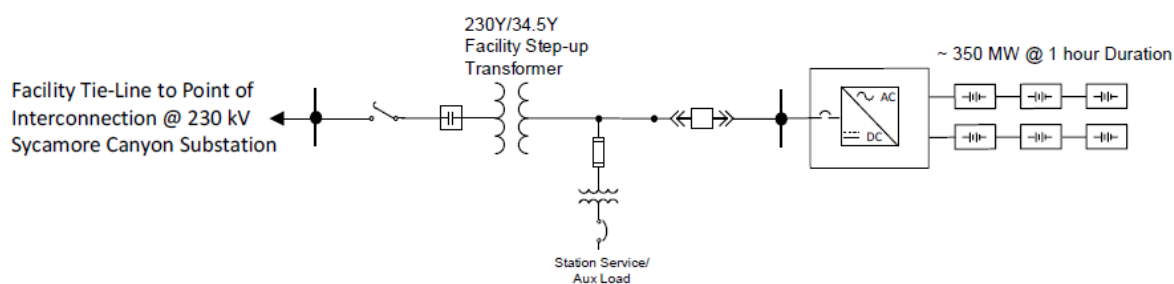 230Y/34.5Y
Facility Step-up
Transformer
~ 350 MW @ 1 hour Duration
Facility Tie-Line to Point of
Interconnection @ 230 kV
Sycamore Canyon Substation
AC
DC
Station Service/
Aux Load